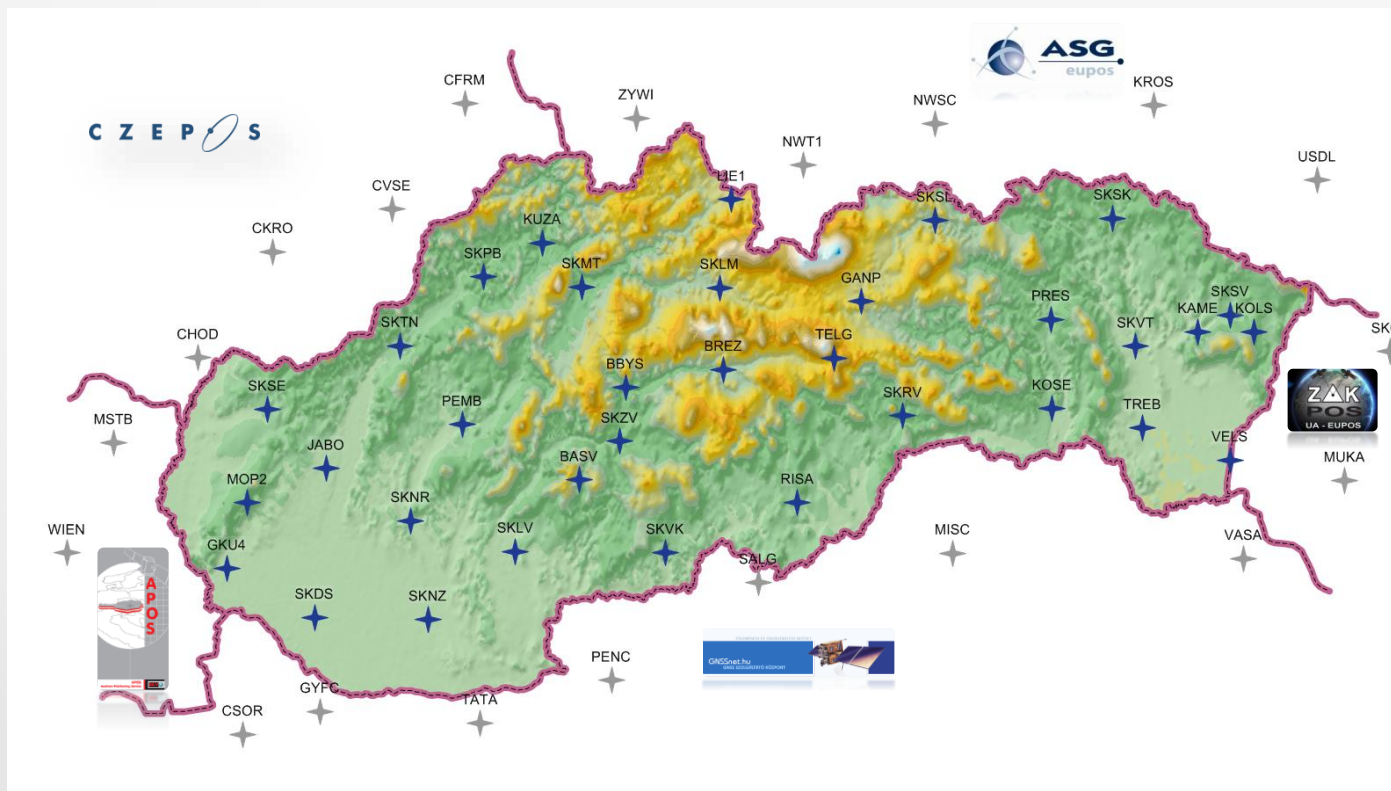 ASG
eupos
CFRM
KROS
ZYWI
NWSC
CZEPOS
NWT1
USDL
CVSE
LIE1
SKSL
SKSK
CKRO
KUZA
SKPB
SKMT
SKLM
GANP
SKSV
PRES
KAME
KOLS
SKTN
SKVT
CHOD
TELG
BREZ
BBYS
SKSE
KOSE
SKRV
ZAK
POS
UA - EUPOS
PEMB
TREB
MSTB
SKZV
VELS
JABO
BASV
MUKA
MOP2
RISA
SKNR
WIEN
SKLV
SKVK
MISC
VASA
GKU4
SALG
APOS
SKDS
SKNZ
PENC
GNSSnet.hu
GYFC
TATA
CSOR